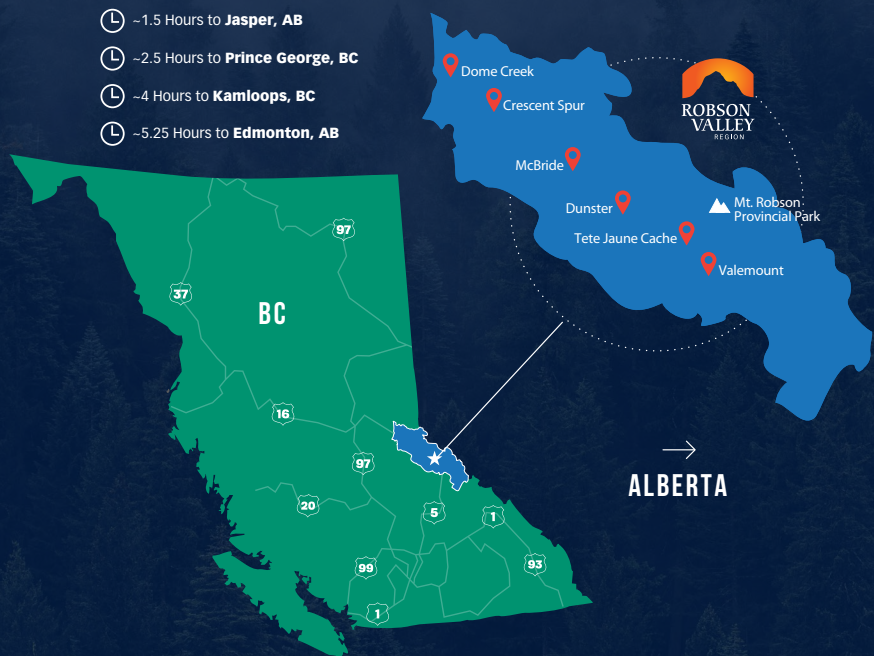 ~1.5 Hours to Jasper, AB
~2.5 Hours to Prince George, BC
~4 Hours to Kamloops, BC
~5.25 Hours to Edmonton, AB
Dome Creek
Crescent Spur
McBride
Dunster
Tete Jaune Cache
Valemount
Mt. Robson
Provincial Park
ROBSON
VALLEY
REGION
97
37
BC
16
97
20
5
1
99
93
1
ALBERTA